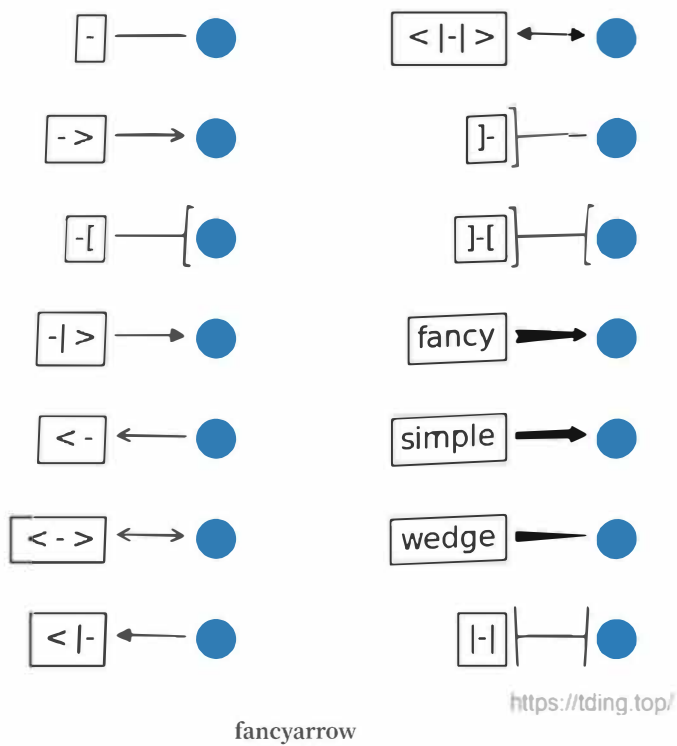 -
->
-[
-|>
<-
<->
<|-
<|-|>
]-
]-[
fancy
simple
wedge
|-|
https://tding.top/
fancyarrow